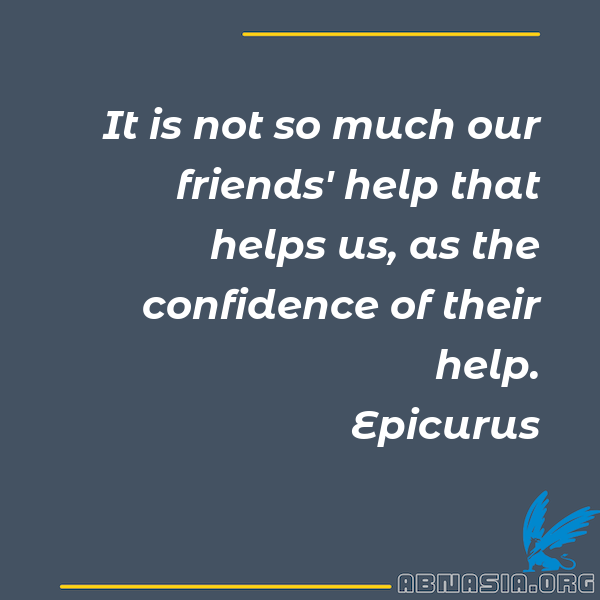 It is not so much our
friends' help that
helps us, as the
confidence of their
help.
Epicurus
ABNASIA.ORG